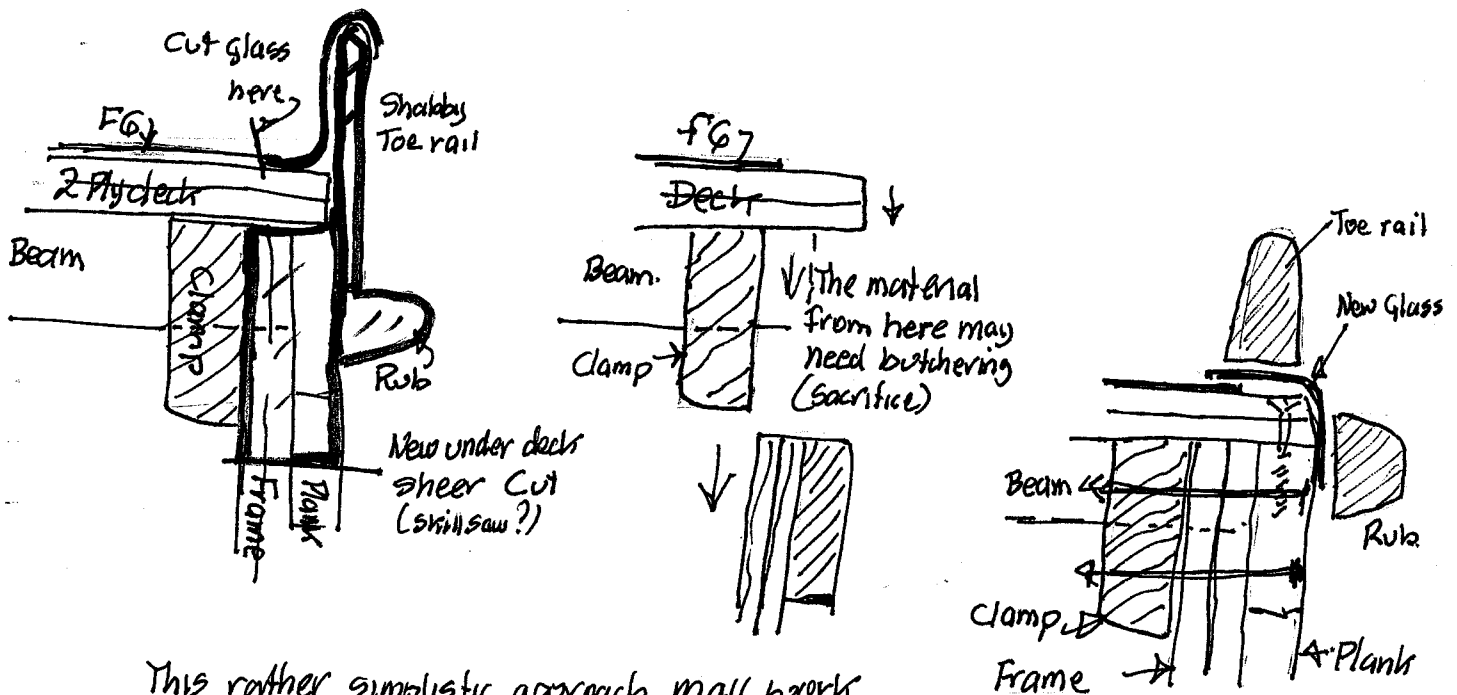 Cut glass
here
FG
Shabby
Toe rail
2 Ply deck
Beam
Clamp
Rub
New under deck
sheer Cut
(skillsaw?)
Frame
Plank
FG
Deck
Beam.
The material
from here may
need butchering
(sacrifice)
Clamp
Toe rail
New Glass
Beam
Rub.
Clamp
Frame
Plank
This rather simplistic approach may work